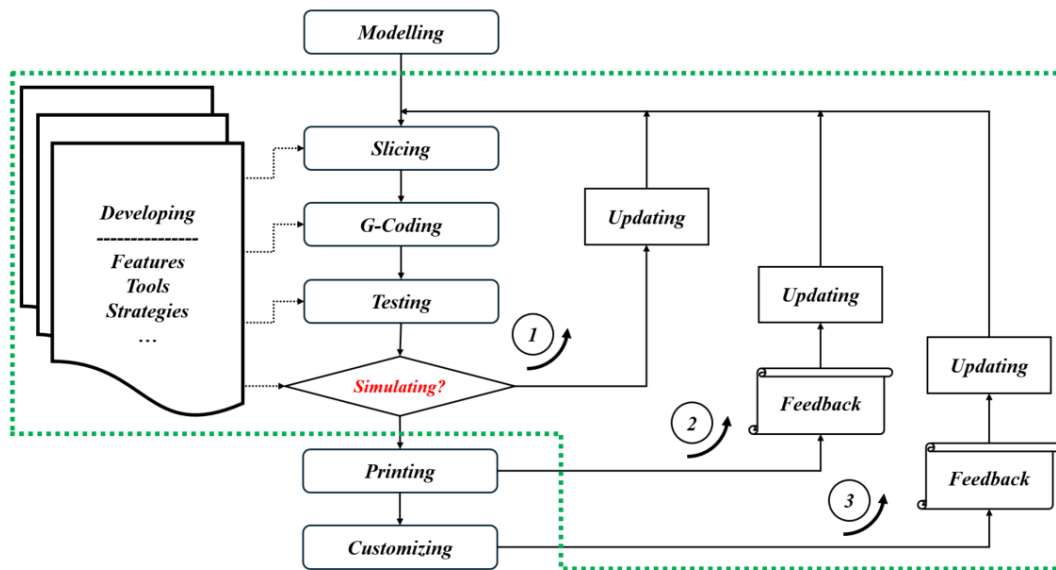 Modelling
Slicing
Developing
----------------
Features
Tools
Strategies
...
G-Coding
Testing
Simulating?
Printing
Customizing
1
Updating
2
Updating
Feedback
3
Updating
Feedback